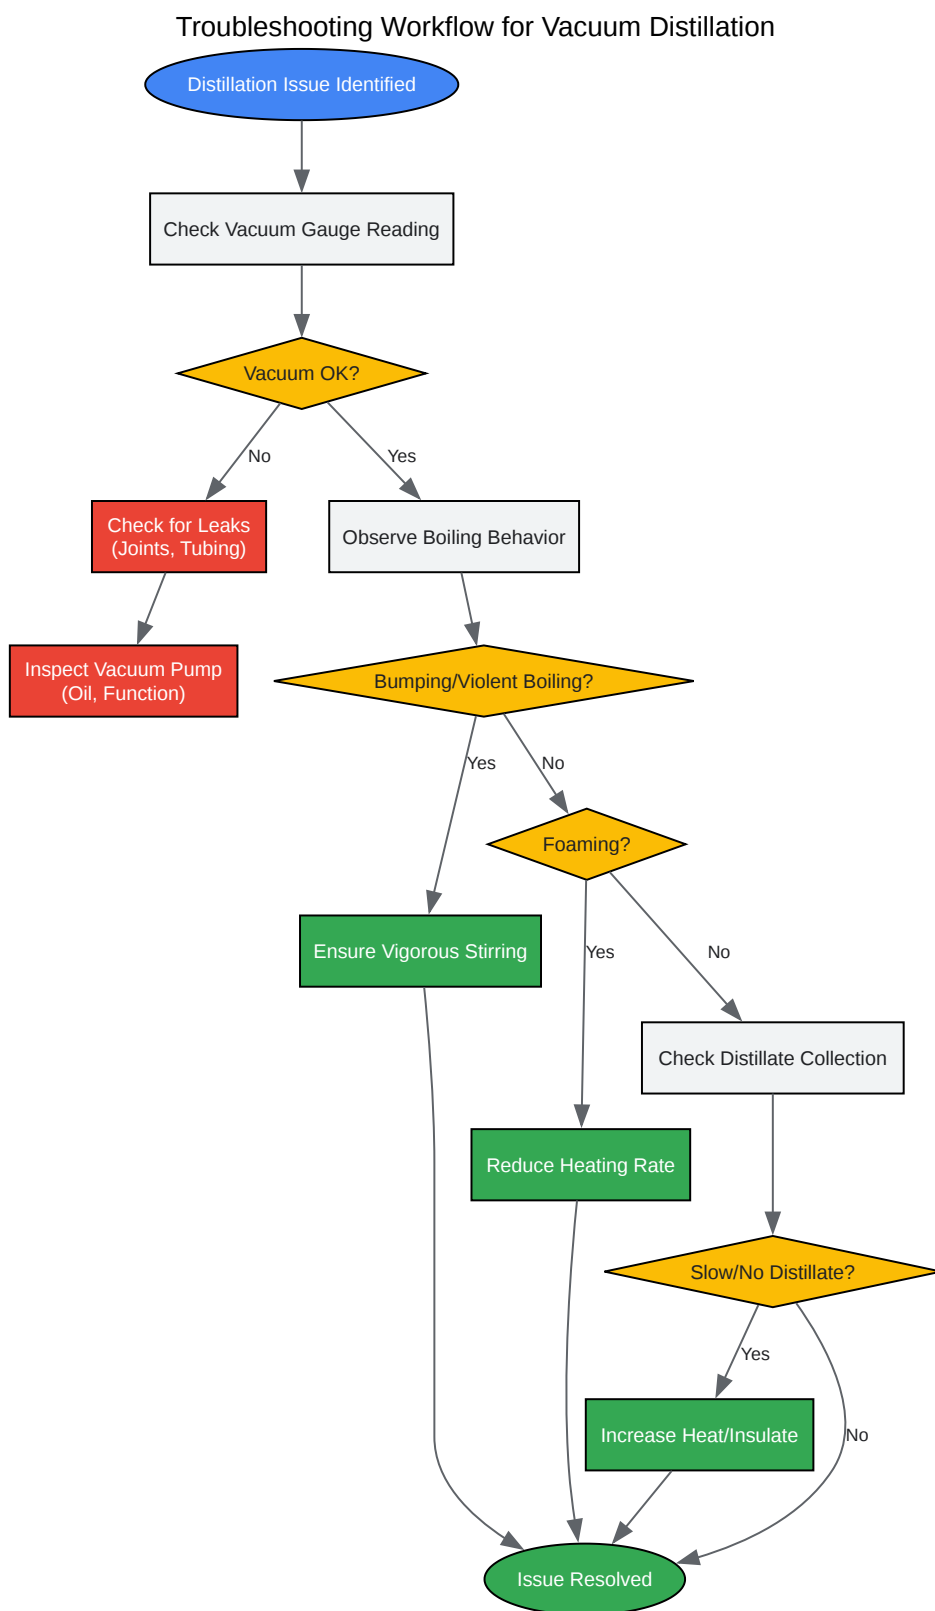 Troubleshooting Workflow for Vacuum Distillation
Distillation Issue Identified
Check Vacuum Gauge Reading
Vacuum OK?
No
Yes
Check for Leaks
(Joints, Tubing)
Observe Boiling Behavior
Inspect Vacuum Pump
(Oil, Function)
Bumping/Violent Boiling?
Yes
No
Foaming?
Ensure Vigorous Stirring
Yes
No
Check Distillate Collection
Reduce Heating Rate
Slow/No Distillate?
Yes
Increase Heat/Insulate
No
Issue Resolved